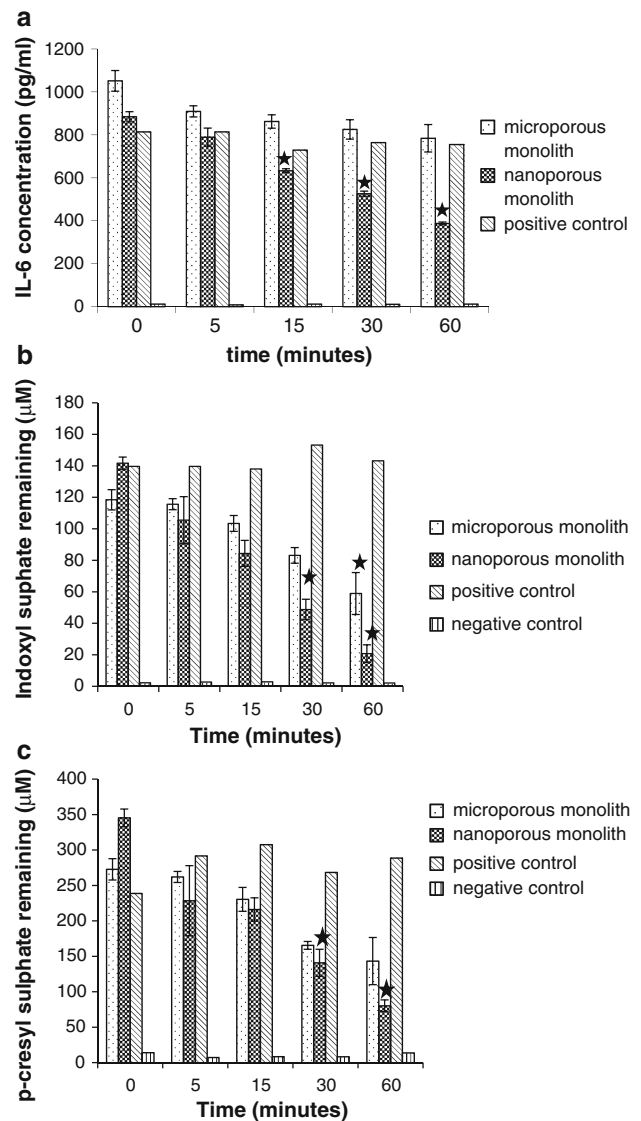 a
IL-6 concentration (pg/ml)
1200
1000
800
600
400
200
0
0 5 15 30 60
time (minutes)
microporous
monolith
nanoporous
monolith
positive control
b
Indoxyl suphate remaining (μM)
180
160
140
120
100
80
60
40
20
0
0 5 15 30 60
Time (minutes)
microporous monolith
nanoporous monolith
positive control
negative control
c
p-cresyl sulphate remaining (μM)
400
350
300
250
200
150
100
50
0
0 5 15 30 60
Time (minutes)
microporous monolith
nanoporous monolith
positive control
negative control